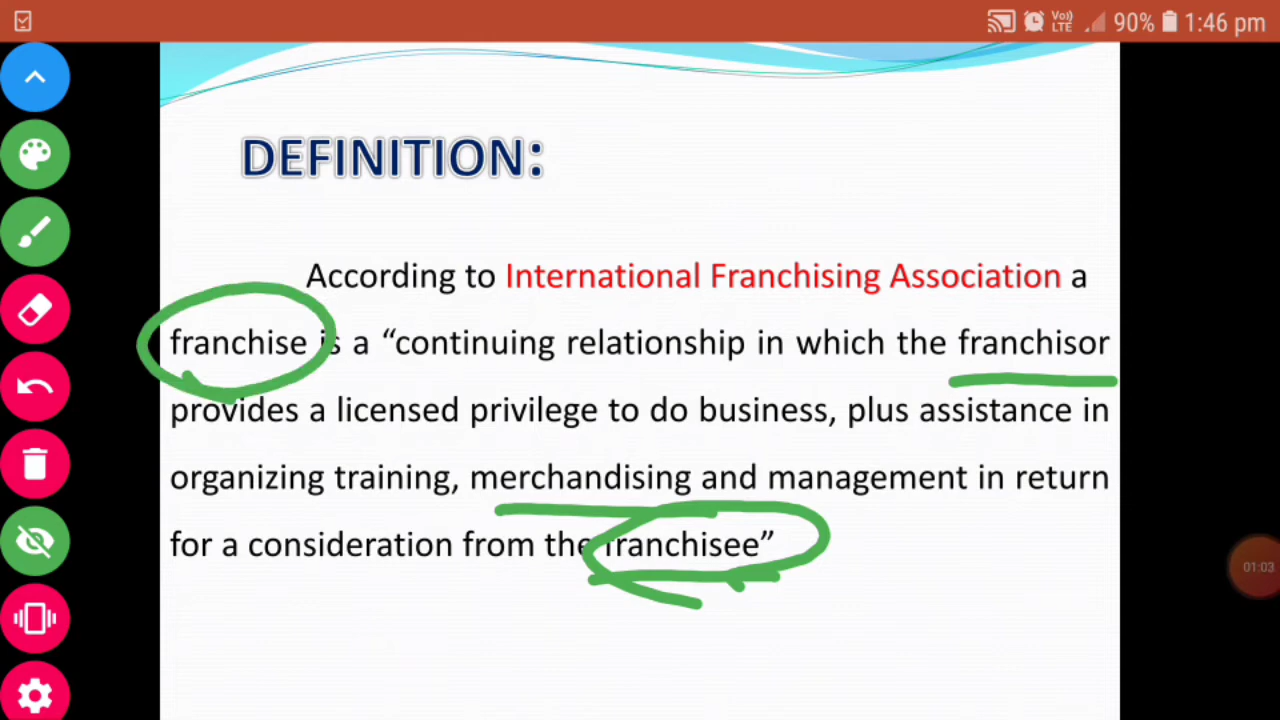 Vo)) LTE 90% 1:46 pm
DEFINITION:
According to International Franchising Association a
franchise is a “continuing relationship in which the franchisor
provides a licensed privilege to do business, plus assistance in
organizing training, merchandising and management in return
for a consideration from the franchisee”
01:03